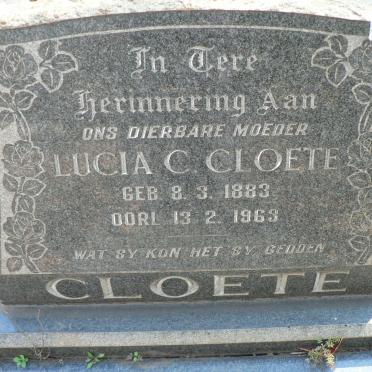 In Tere
Herinnering Aan
ONS DIERBARE MOEDER
LUCIA C. CLOETE
GEB 8. 3. 1883
OORL 13. 2. 1963
WAT SY KON HET SY GEDOEN
CLOETE